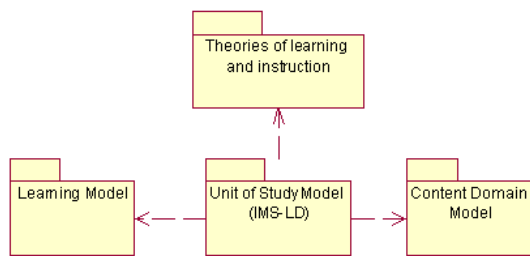 Theories of learning
and instruction
Learning Model
Unit of Study Model
(IMS-LD)
Content Domain
Model